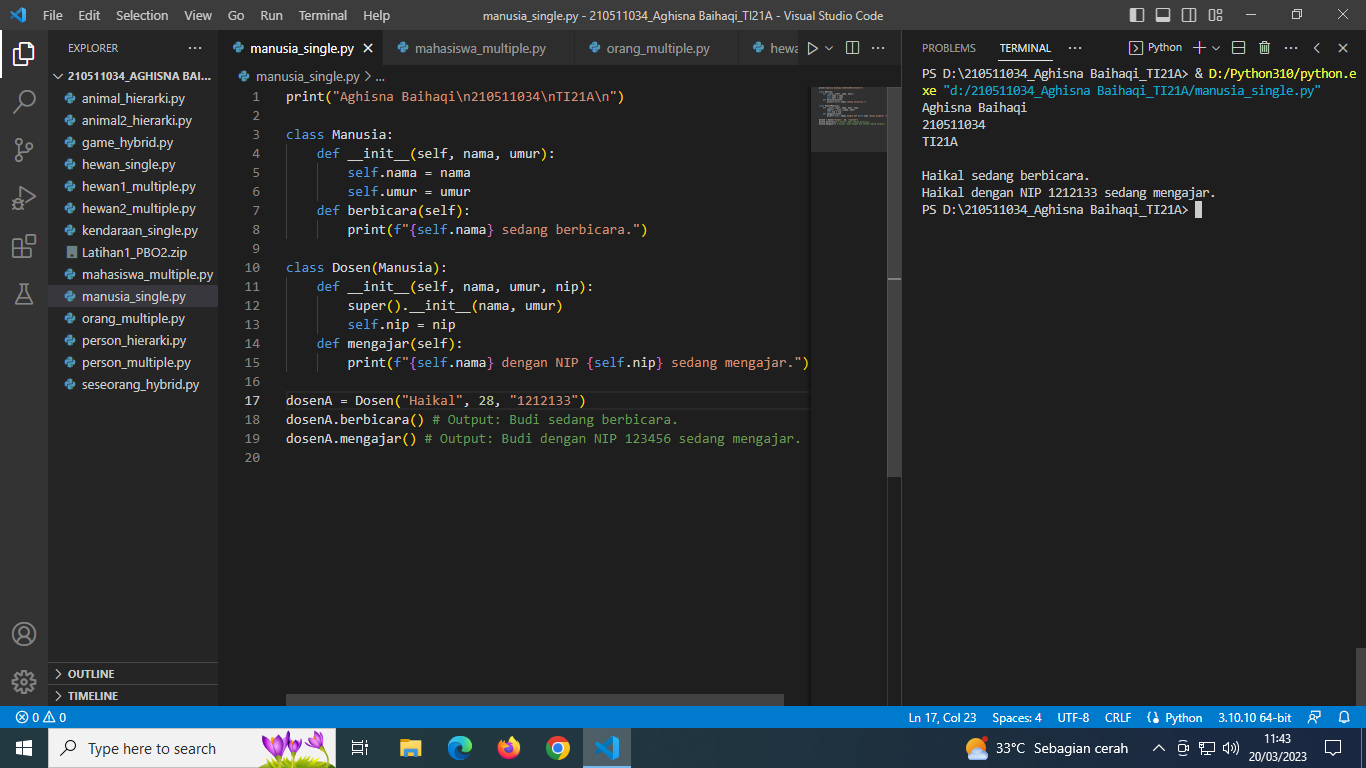 File Edit Selection View Go Run Terminal Help
manusia_single.py - 210511034_Aghisna Baihaqi_TI21A - Visual Studio Code
EXPLORER
210511034_AGHISNA BAI...
animal_hierarki.py
animal2_hierarki.py
game_hybrid.py
hewan_single.py
hewan1_multiple.py
hewan2_multiple.py
kendaraan_single.py
Latihan1_PBO2.zip
mahasiswa_multiple.py
manusia_single.py
orang_multiple.py
person_hierarki.py
person_multiple.py
seseorang_hybrid.py
OUTLINE
TIMELINE
manusia_single.py mahasiswa_multiple.py orang_multiple.py hewa
manusia_single.py > ...
1 print("Aghisna Baihaqi\n210511034\nTI21A\n")
2
3 class Manusia:
4 def __init__(self, nama, umur):
5 self.nama = nama
6 self.umur = umur
7 def berbicara(self):
8 print(f"{self.nama} sedang berbicara.")
9
10 class Dosen(Manusia):
11 def __init__(self, nama, umur, nip):
12 super().__init__(nama, umur)
13 self.nip = nip
14 def mengajar(self):
15 print(f"{self.nama} dengan NIP {self.nip} sedang mengajar.")
16
17 dosenA = Dosen("Haikal", 28, "1212133")
18 dosenA.berbicara() # Output: Budi sedang berbicara.
19 dosenA.mengajar() # Output: Budi dengan NIP 123456 sedang mengajar.
20
PROBLEMS TERMINAL ... Python
PS D:\210511034_Aghisna Baihaqi_TI21A> & D:/Python310/python.e
xe "d:/210511034_Aghisna Baihaqi_TI21A/manusia_single.py"
Aghisna Baihaqi
210511034
TI21A
Haikal sedang berbicara.
Haikal dengan NIP 1212133 sedang mengajar.
PS D:\210511034_Aghisna Baihaqi_TI21A>
0 0
Ln 17, Col 23 Spaces: 4 UTF-8 CRLF Python 3.10.10 64-bit
Type here to search
33°C Sebagian cerah
11:43
20/03/2023